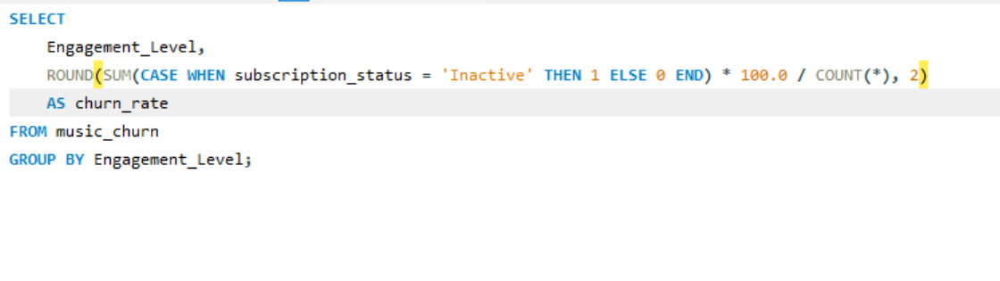 SELECT
    Engagement_Level,
    ROUND(SUM(CASE WHEN subscription_status = 'Inactive' THEN 1 ELSE 0 END) * 100.0 / COUNT(*), 2)
    AS churn_rate
FROM music_churn
GROUP BY Engagement_Level;